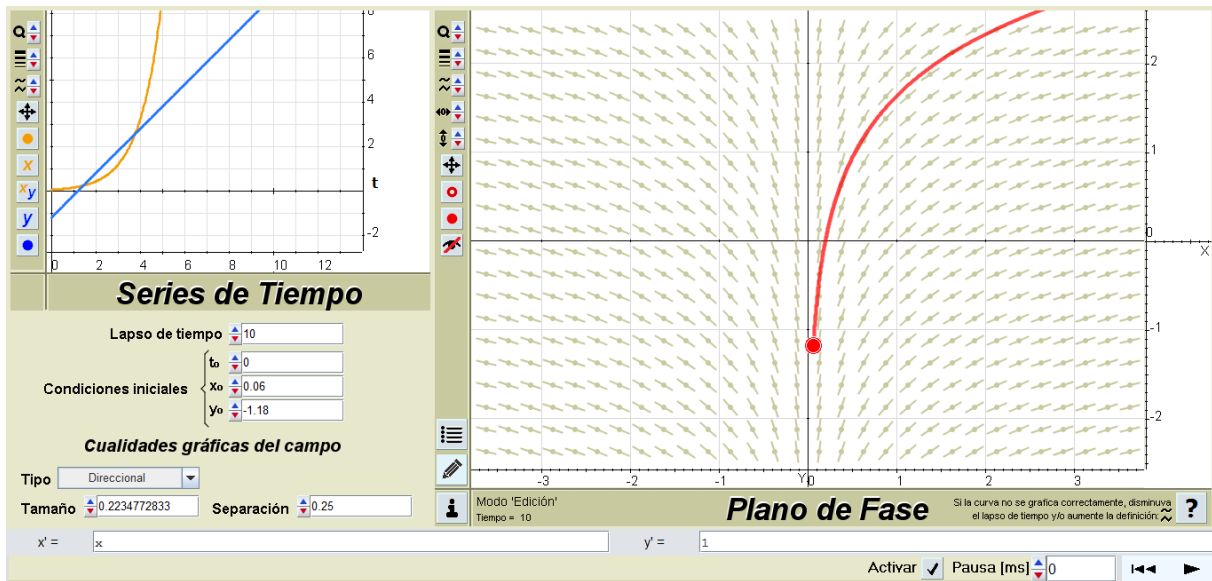 6
4
2
t
-2
0 2 4 6 8 10 12
x
xy
y
Series de Tiempo
Lapso de tiempo 10
Condiciones iniciales
to 0
xo 0.06
yo -1.18
Cualidades gráficas del campo
Tipo Direccional
Tamaño 0.2234772833 Separación 0.25
2
1
0
X
-1
-2
-3 -2 -1 Y 0 1 2 3
Modo 'Edición'
Tiempo = 10
Plano de Fase
Si la curva no se grafica correctamente, disminuya
el lapso de tiempo y/o aumente la definición:
?
x' = x y' = 1
Activar Pausa [ms] 0